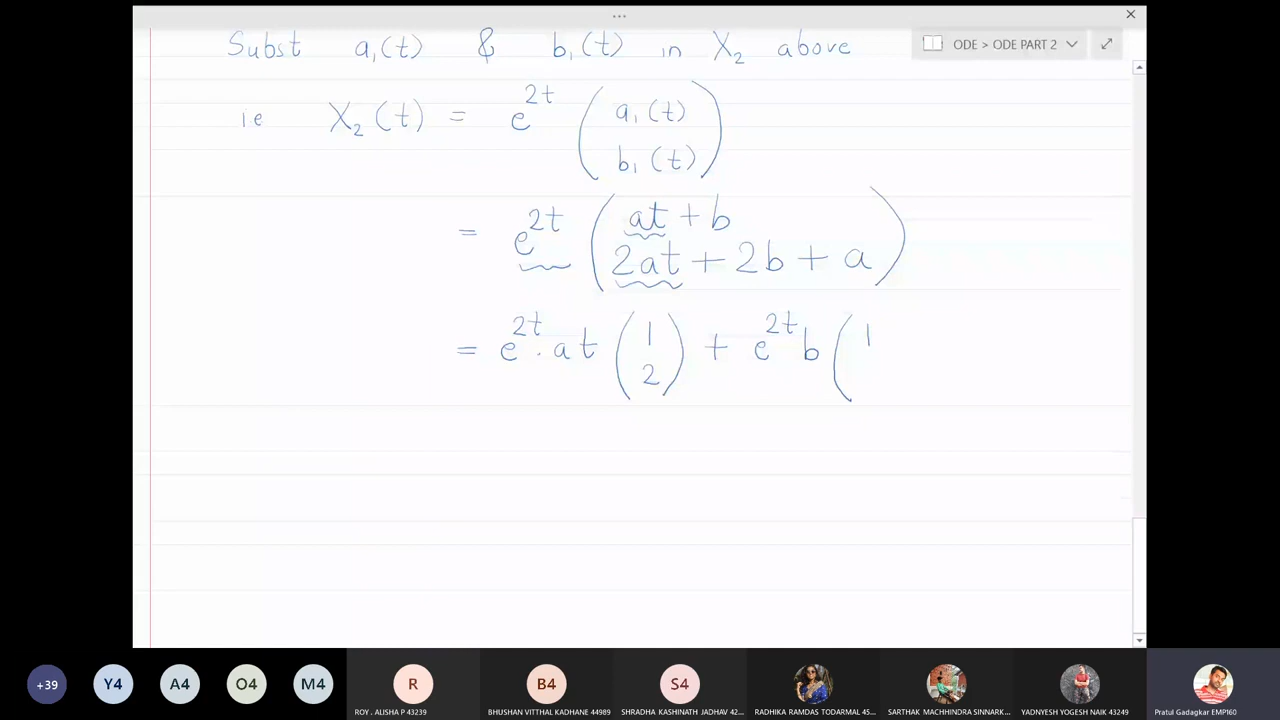 ...
Subst a₁(t) & b₁(t) in X₂ above
ODE > ODE PART 2
ie X₂(t) = e^{2t} ( a₁(t)
b₁(t) )
= e^{2t} ( at + b
2at + 2b + a )
= e^{2t} . at ( 1
2 ) + e^{2t} b ( 1
+39
Y4
A4
O4
M4
R
B4
S4
ROY . ALISHA P 43239
BHUSHAN VITTHAL KADHANE 44989
SHRADHA KASHINATH JADHAV 42...
RADHIKA RAMDAS TODARMAL 45...
SARTHAK MACHHINDRA SINNARK...
YADNYESH YOGESH NAIK 43249
Pratul Gadagkar EMP160